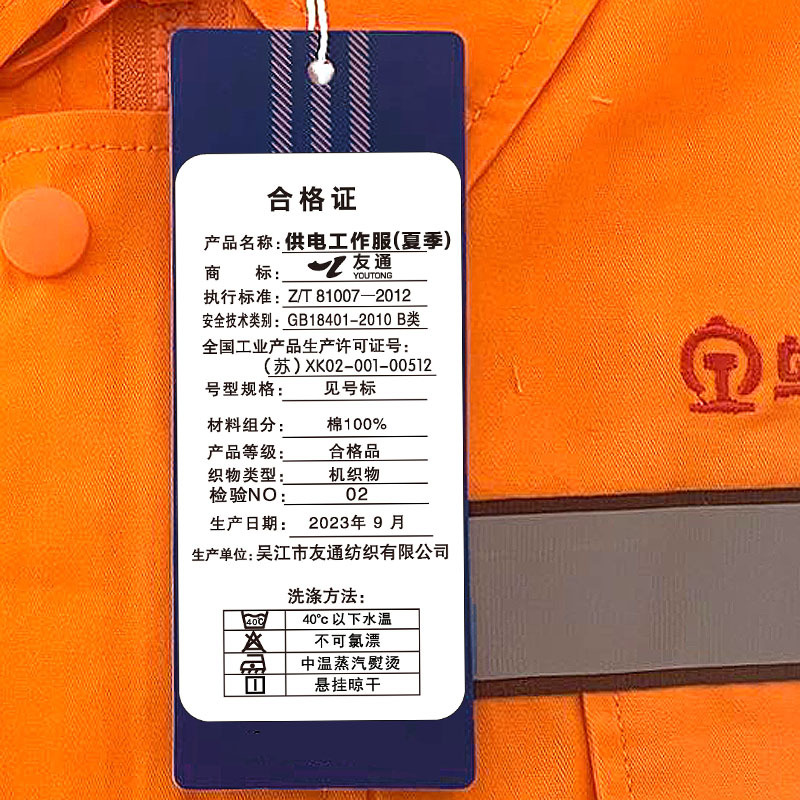 合格证
产品名称：供电工作服(夏季)
商 标：友通
YOUTONG
执行标准：Z/T 81007—2012
安全技术类别：GB18401-2010 B类
全国工业产品生产许可证号：
（苏）XK02-001-00512
号型规格：见号标
材料组分：棉100%
产品等级：合格品
织物类型：机织物
检验NO：02
生产日期：2023年 9 月
生产单位：吴江市友通纺织有限公司
洗涤方法：
40C 40°c以下水温
不可氯漂
中温蒸汽熨烫
悬挂晾干